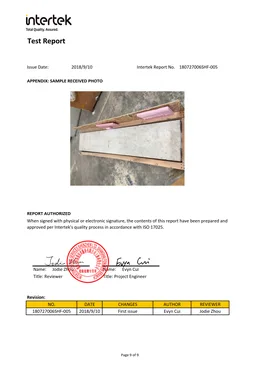 intertek
Total Quality. Assured.
Test Report
Issue Date: 2018/9/10 Intertek Report No. 180727006SHF-005
APPENDIX: SAMPLE RECEIVED PHOTO
REPORT AUTHORIZED
When signed with physical or electronic signature, the contents of this report have been prepared and
approved per Intertek's quality process in accordance with ISO 17025.
Name: Jodie Zhou Name: Evyn Cui
Title: Reviewer Title: Project Engineer
Revision:
NO. DATE CHANGES AUTHOR REVIEWER
180727006SHF-005 2018/9/10 First issue Evyn Cui Jodie Zhou
Page 9 of 9